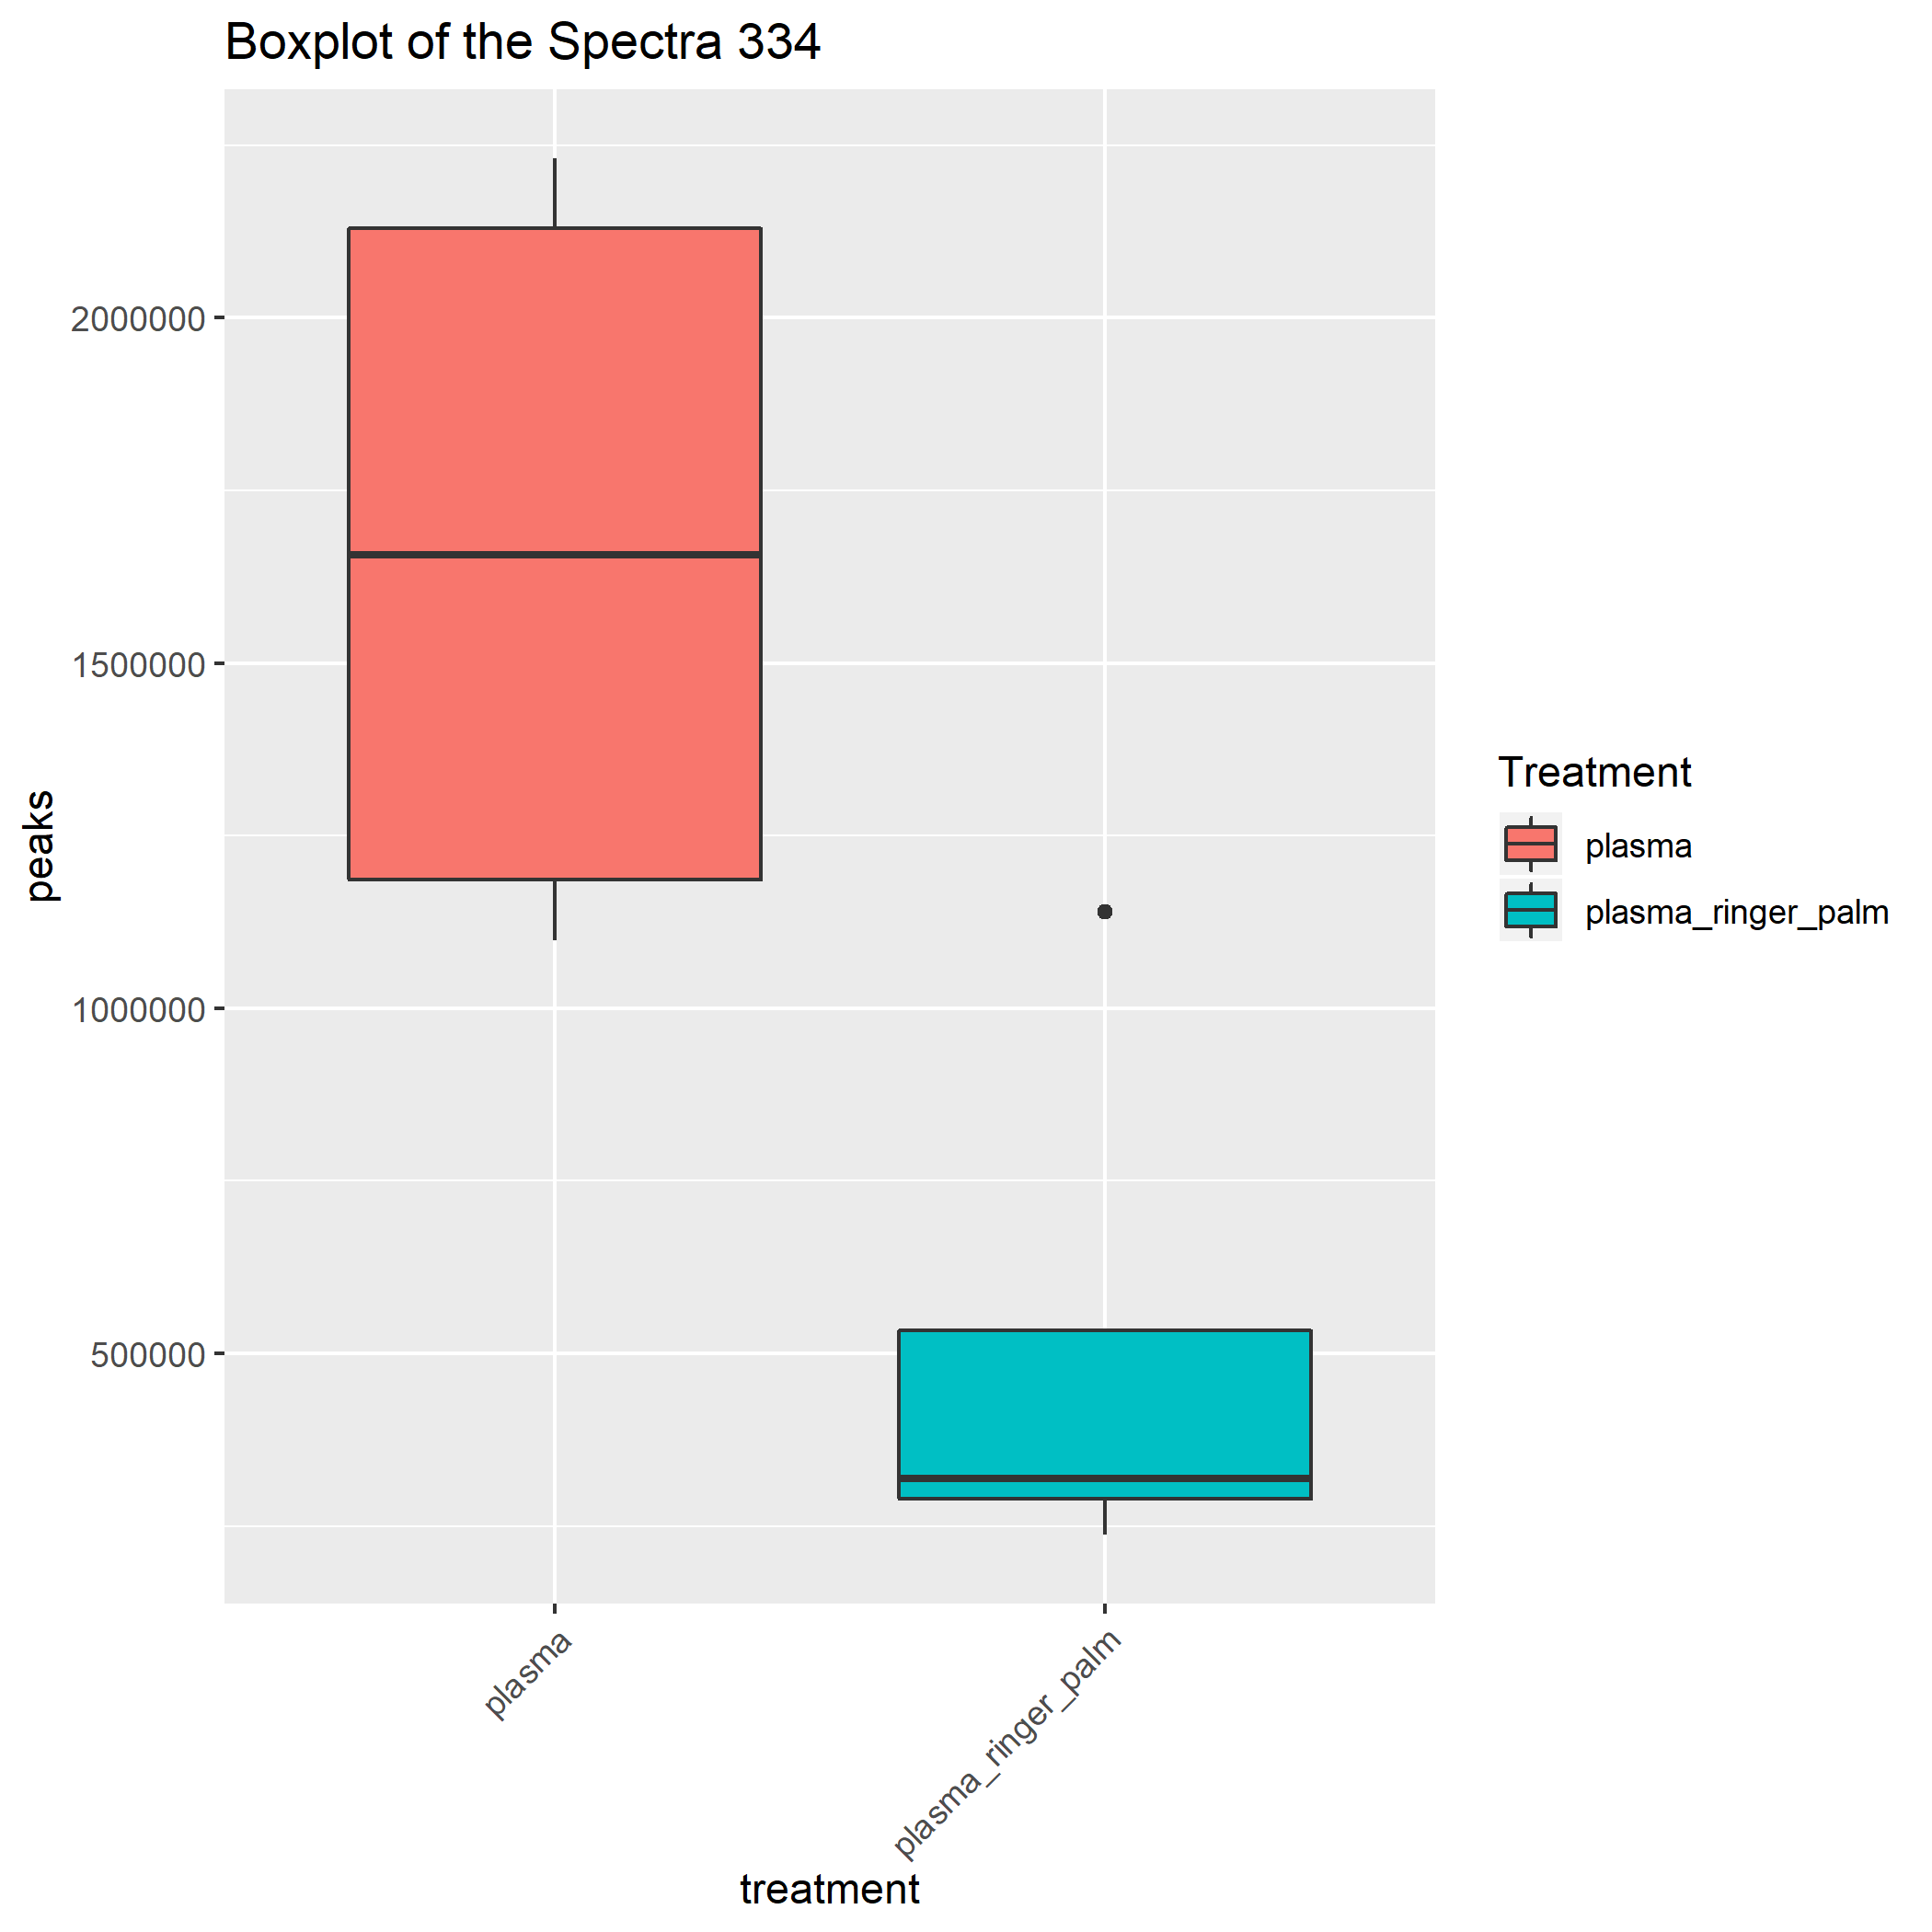 Boxplot of the Spectra 334
peaks
2000000
1500000
1000000
500000
plasma
plasma_ringer_palm
treatment
Treatment
plasma
plasma_ringer_palm